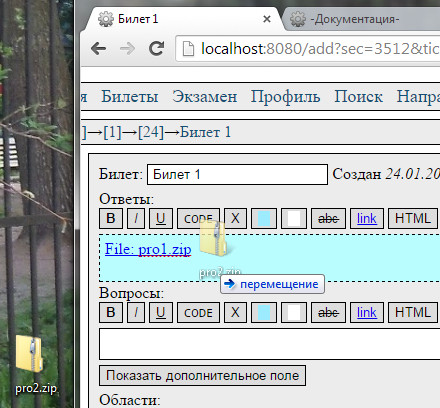 Билет 1
-Документация-
localhost:8080/add?sec=3512&tic
я Билеты Экзамен Профиль Поиск Напра
]→[1]→[24]→Билет 1
Билет: Билет 1 Создан 24.01.20
Ответы:
B I U CODE X abc link HTML
File: pro1.zip
pro2.zip
перемещение
Вопросы:
B I U CODE X abc link HTML
pro2.zip
Показать дополнительное поле
Области: